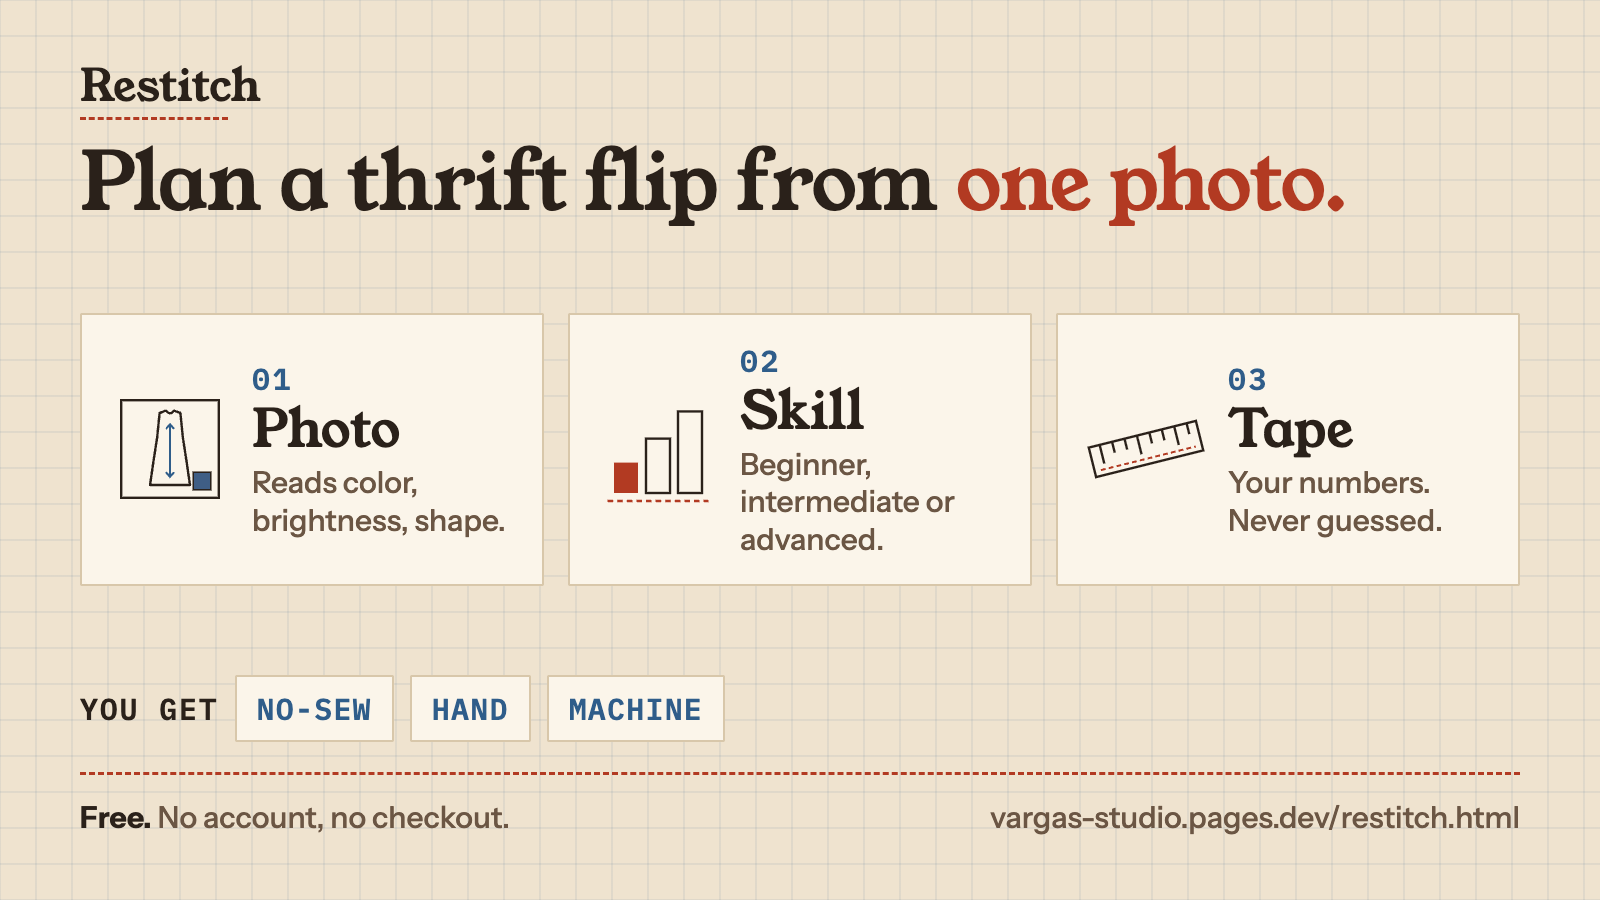 Restitch
Plan a thrift flip from one photo.
01
Photo
Reads color,
brightness, shape.
02
Skill
Beginner,
intermediate or
advanced.
03
Tape
Your numbers.
Never guessed.
YOU GET NO-SEW HAND MACHINE
Free. No account, no checkout.
vargas-studio.pages.dev/restitch.html